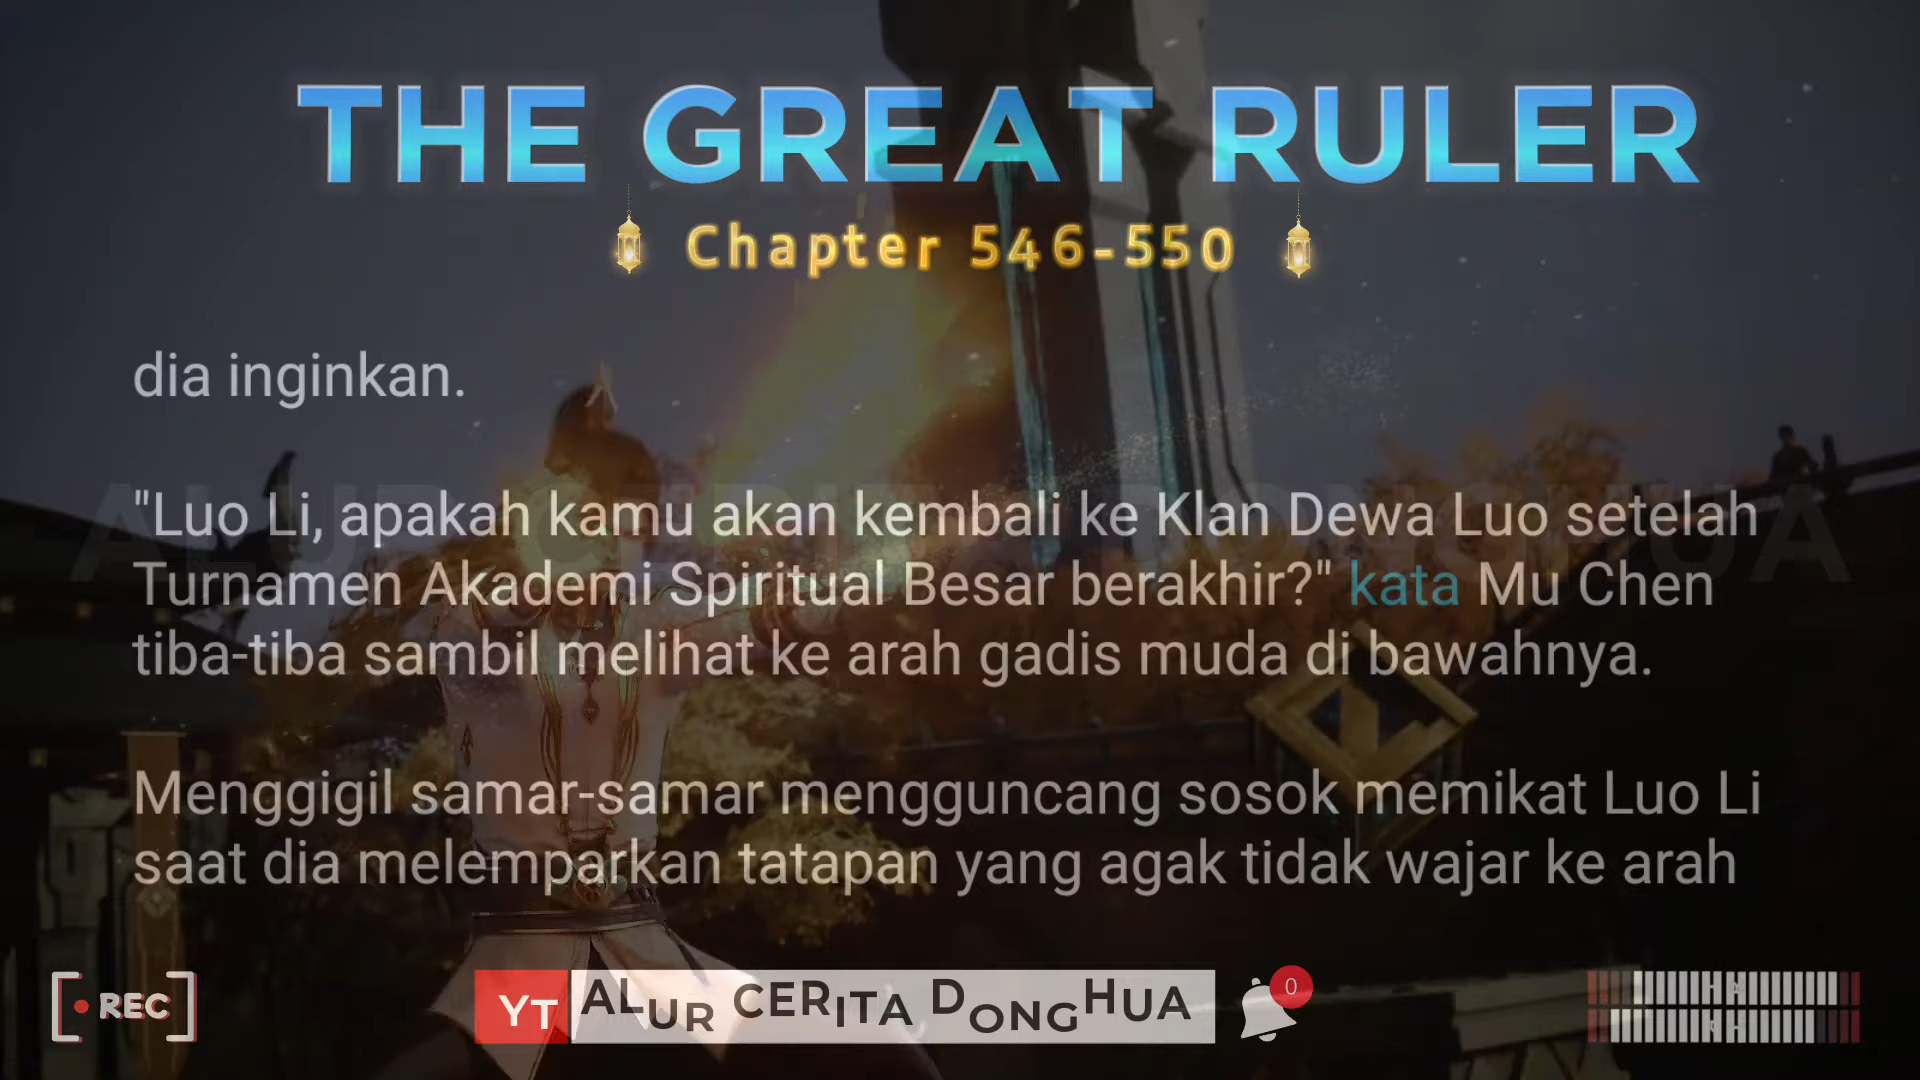 THE GREAT RULER
Chapter 546-550
dia inginkan.
"Luo Li, apakah kamu akan kembali ke Klan Dewa Luo setelah
Turnamen Akademi Spiritual Besar berakhir?" kata Mu Chen
tiba-tiba sambil melihat ke arah gadis muda di bawahnya.
Menggigil samar-samar mengguncang sosok memikat Luo Li
saat dia melemparkan tatapan yang agak tidak wajar ke arah
ALUR CERITA DONGHUA
REC
YT ALUR CERITA DONGHUA
0